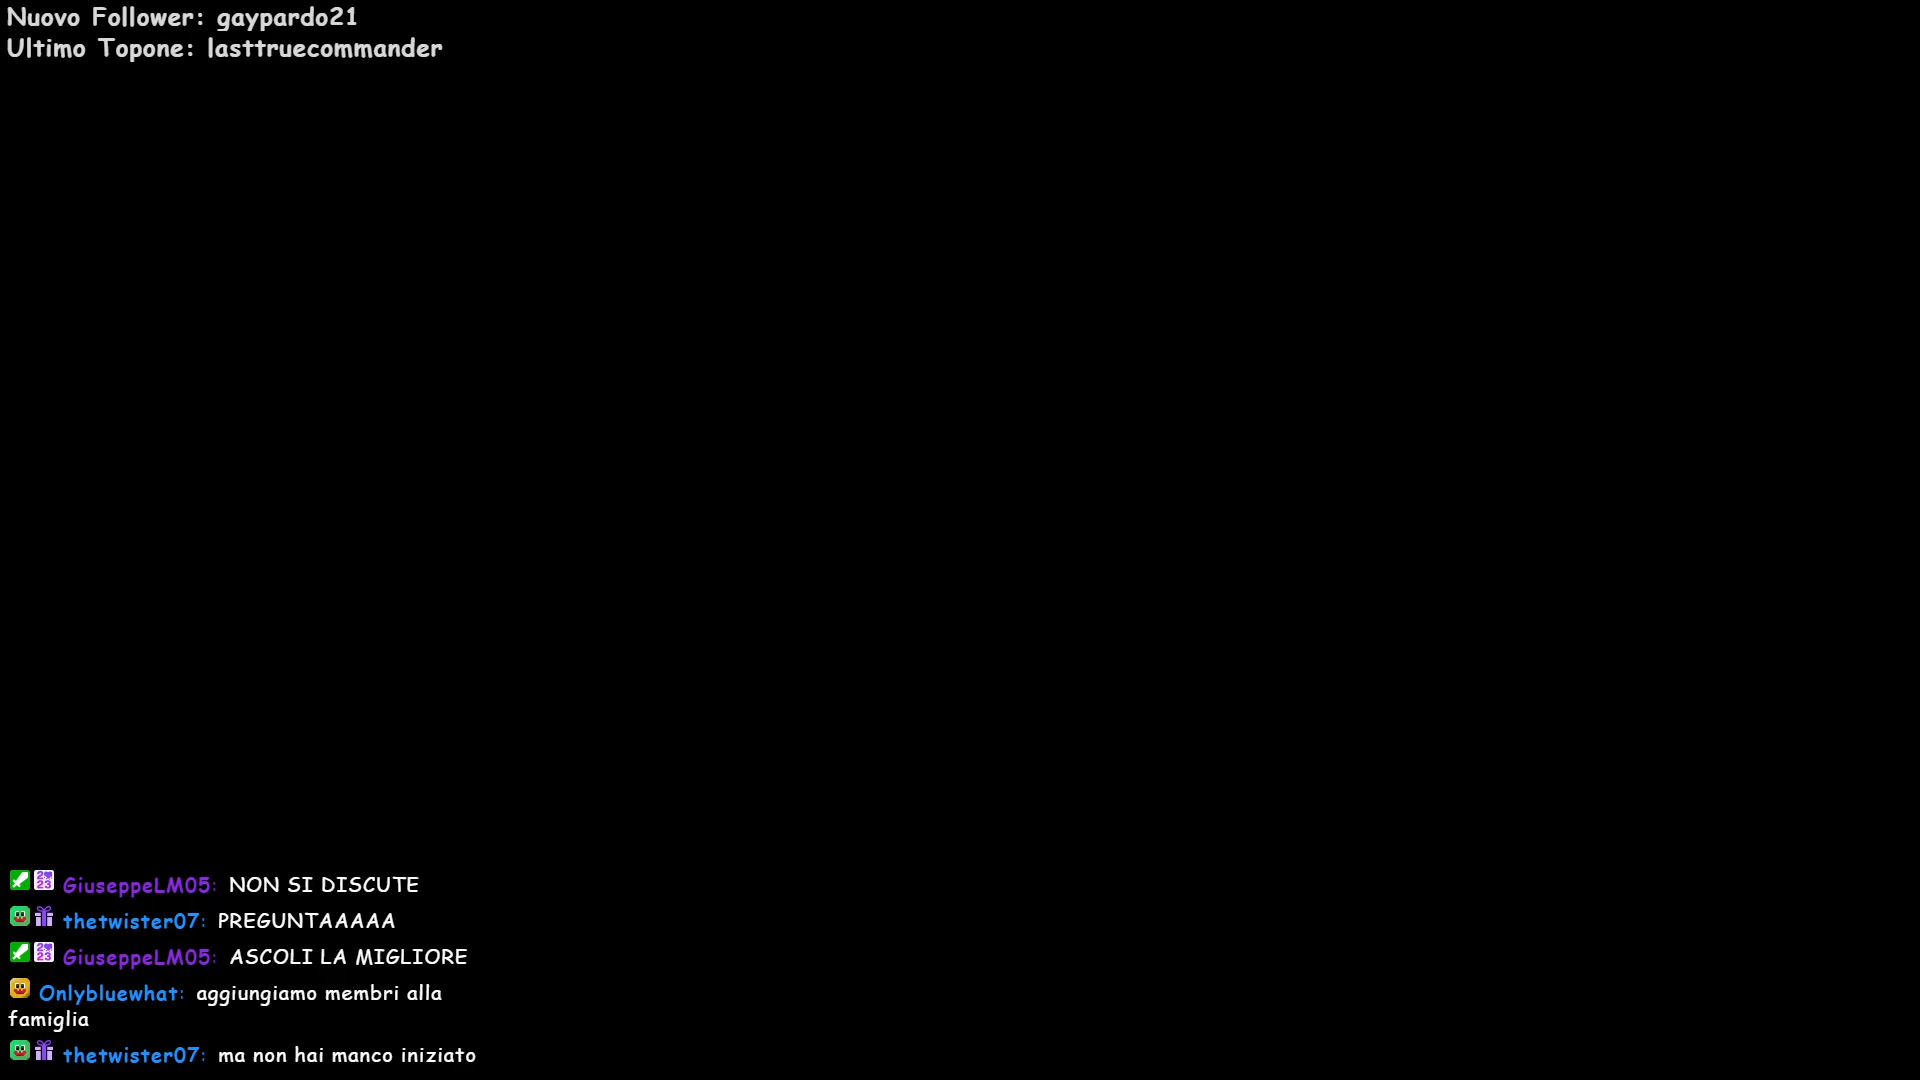 Nuovo Follower: gaypardo21
Ultimo Topone: lasttruecommander
GiuseppeLM05: NON SI DISCUTE
thetwister07: PREGUNTAAAAA
GiuseppeLM05: ASCOLI LA MIGLIORE
Onlybluewhat: aggiungiamo membri alla
famiglia
thetwister07: ma non hai manco iniziato